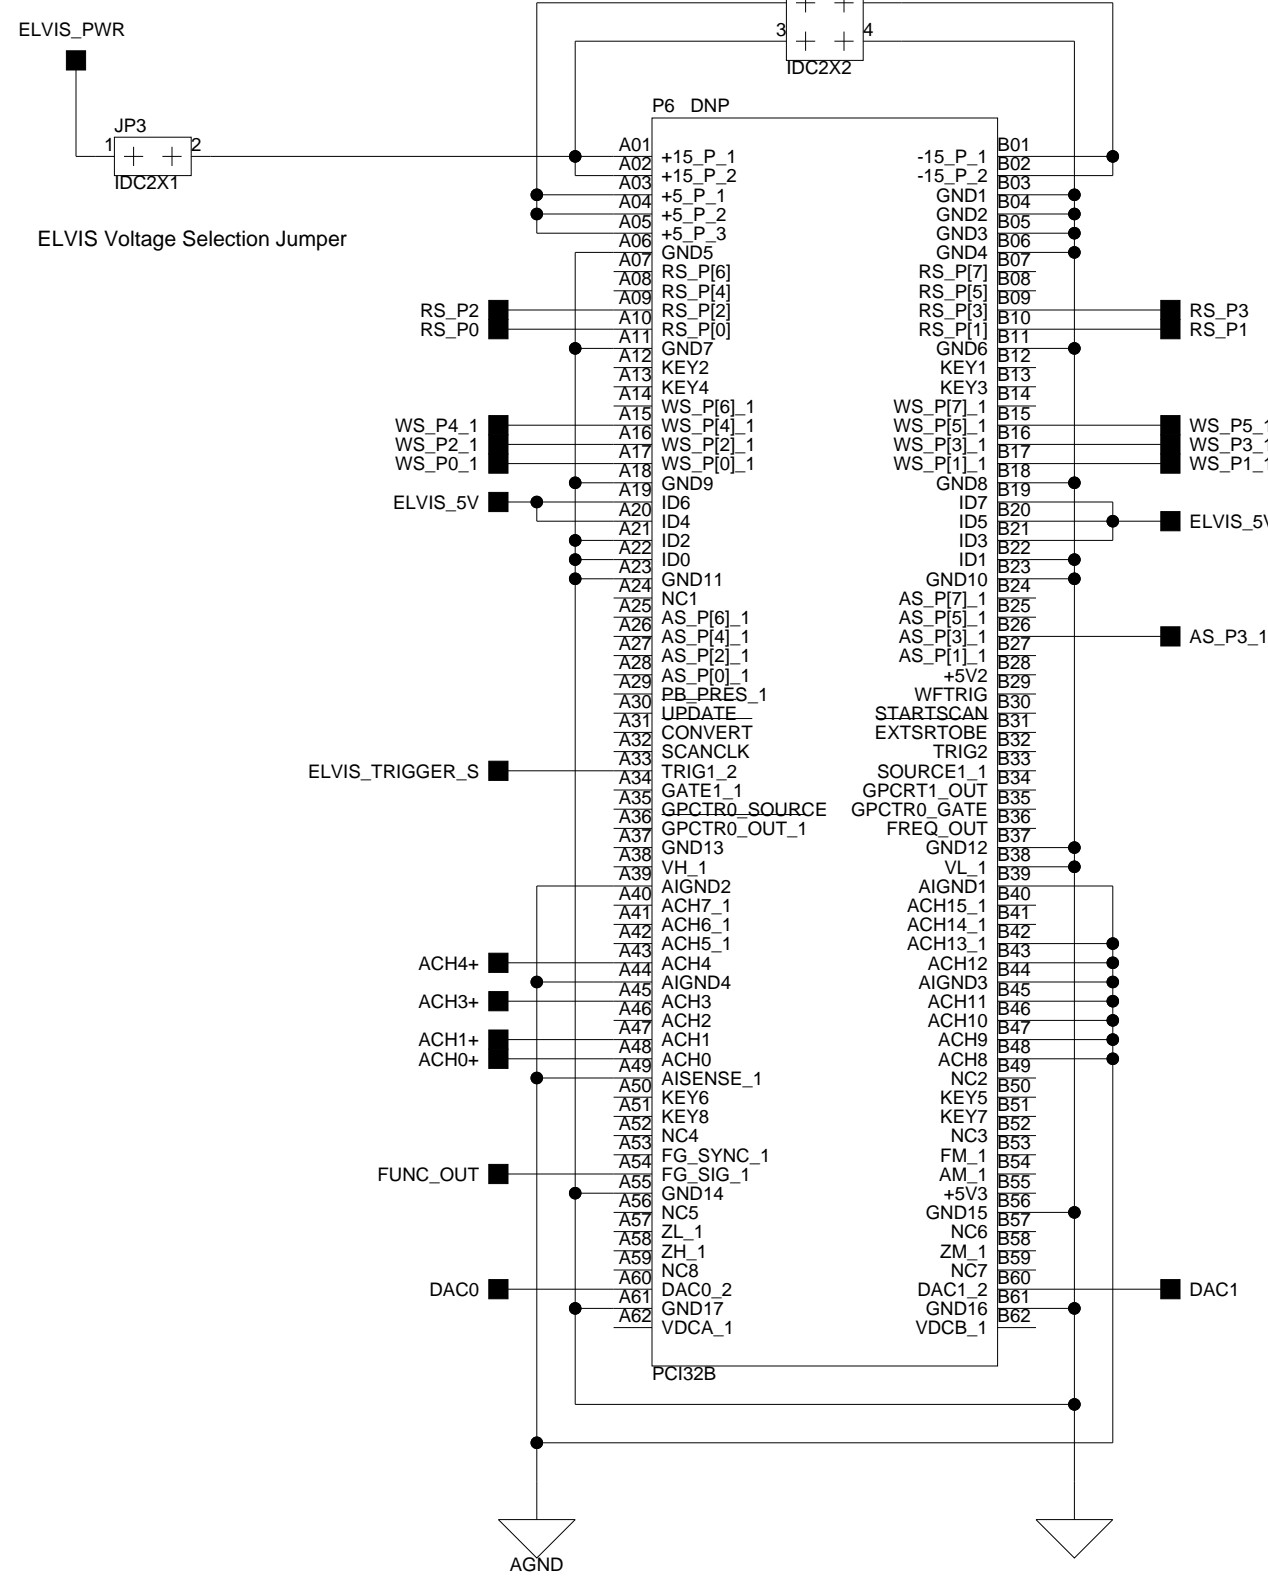 ELVIS_PWR
3 4
IDC2X2
P6 DNP
JP3
1 2
IDC2X1
ELVIS Voltage Selection Jumper
A01 B01
+15_P_1 -15_P_1
A02 B02
+15_P_2 -15_P_2
A03 B03
+5_P_1 GND1
A04 B04
+5_P_2 GND2
A05 B05
+5_P_3 GND3
A06 B06
GND5 GND4
A07 B07
RS_P[6] RS_P[7]
A08 B08
RS_P[4] RS_P[5]
A09 B09
RS_P2 RS_P[2] RS_P[3] RS_P3
A10 B10
RS_P0 RS_P[0] RS_P[1] RS_P1
A11 B11
GND7 GND6
A12 B12
KEY2 KEY1
A13 B13
KEY4 KEY3
A14 B14
WS_P[6]_1 WS_P[7]_1
A15 B15
WS_P4_1 WS_P[4]_1 WS_P[5]_1 WS_P5_1
A16 B16
WS_P2_1 WS_P[2]_1 WS_P[3]_1 WS_P3_1
A17 B17
WS_P0_1 WS_P[0]_1 WS_P[1]_1 WS_P1_1
A18 B18
GND9 GND8
A19 B19
ELVIS_5V ID6 ID7
A20 B20
ID4 ID5 ELVIS_5V
A21 B21
ID2 ID3
A22 B22
ID0 ID1
A23 B23
GND11 GND10
A24 B24
NC1 AS_P[7]_1
A25 B25
AS_P[6]_1 AS_P[5]_1
A26 B26
AS_P[4]_1 AS_P[3]_1 AS_P3_1
A27 B27
AS_P[2]_1 AS_P[1]_1
A28 B28
AS_P[0]_1 +5V2
A29 B29
PB_PRES_1 WFTRIG
A30 B30
UPDATE STARTSCAN
A31 B31
CONVERT EXTSRTOBE
A32 B32
SCANCLK TRIG2
A33 B33
ELVIS_TRIGGER_S TRIG1_2 SOURCE1_1
A34 B34
GATE1_1 GPCRT1_OUT
A35 B35
GPCTR0_SOURCE GPCTR0_GATE
A36 B36
GPCTR0_OUT_1 FREQ_OUT
A37 B37
GND13 GND12
A38 B38
VH_1 VL_1
A39 B39
AIGND2 AIGND1
A40 B40
ACH7_1 ACH15_1
A41 B41
ACH6_1 ACH14_1
A42 B42
ACH5_1 ACH13_1
A43 B43
ACH4+ ACH4 ACH12
A44 B44
AIGND4 AIGND3
A45 B45
ACH3+ ACH3 ACH11
A46 B46
ACH2 ACH10
A47 B47
ACH1+ ACH1 ACH9
A48 B48
ACH0+ ACH0 ACH8
A49 B49
AISENSE_1 NC2
A50 B50
KEY6 KEY5
A51 B51
KEY8 KEY7
A52 B52
NC4 NC3
A53 B53
FG_SYNC_1 FM_1
A54 B54
FUNC_OUT FG_SIG_1 AM_1
A55 B55
GND14 +5V3
A56 B56
NC5 GND15
A57 B57
ZL_1 NC6
A58 B58
ZH_1 ZM_1
A59 B59
NC8 NC7
A60 B60
DAC0 DAC0_2 DAC1_2 DAC1
A61 B61
GND17 GND16
A62 B62
VDCA_1 VDCB_1
PCI32B
AGND